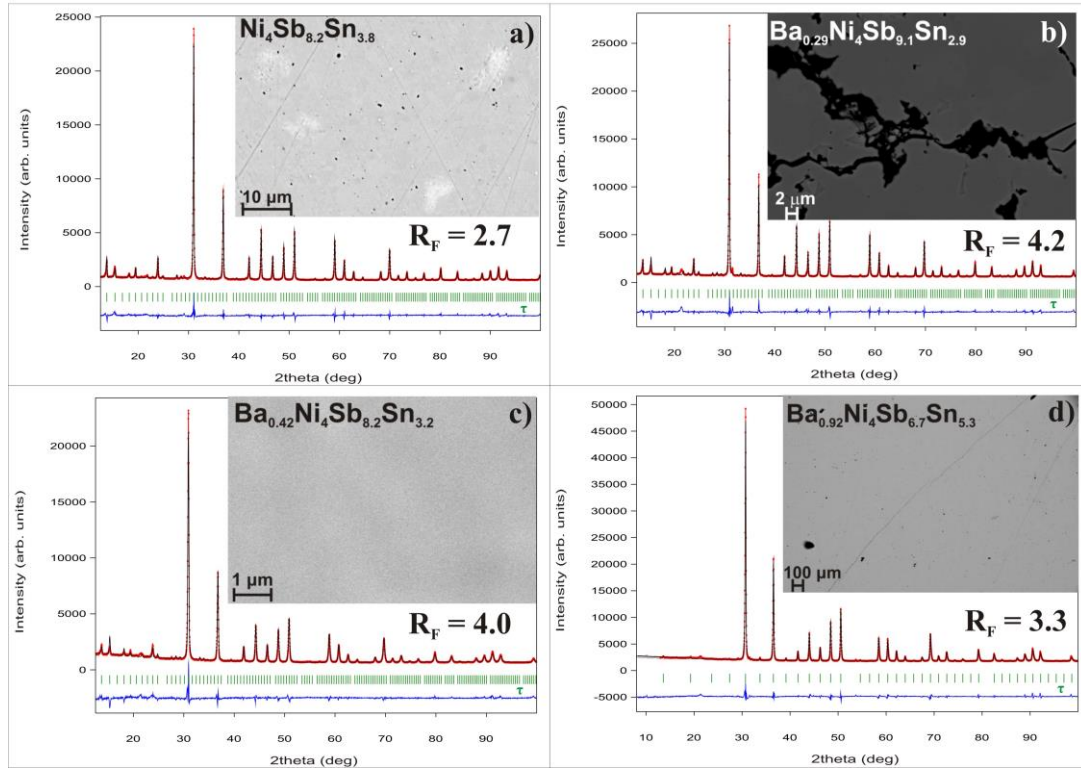 Ni₄Sb₈.₂Sn₃.₈
a)
25000
20000
15000
10000
5000
0
Intensity (arb. units)
10 µm
R_F = 2.7
τ
20 30 40 50 60 70 80 90
2theta (deg)
Ba₀.₂₉Ni₄Sb₉.₁Sn₂.₉
b)
25000
20000
15000
10000
5000
0
Intensity (arb. units)
2 µm
R_F = 4.2
τ
20 30 40 50 60 70 80 90
2theta (deg)
Ba₀.₄₂Ni₄Sb₈.₂Sn₃.₂
c)
20000
15000
10000
5000
0
Intensity (arb. units)
1 µm
R_F = 4.0
τ
20 30 40 50 60 70 80 90
2theta (deg)
Ba₀.₉₂Ni₄Sb₆.₇Sn₅.₃
d)
50000
45000
40000
35000
30000
25000
20000
15000
10000
5000
0
-5000
Intensity (arb. units)
100 µm
R_F = 3.3
τ
10 20 30 40 50 60 70 80 90
2theta (deg)